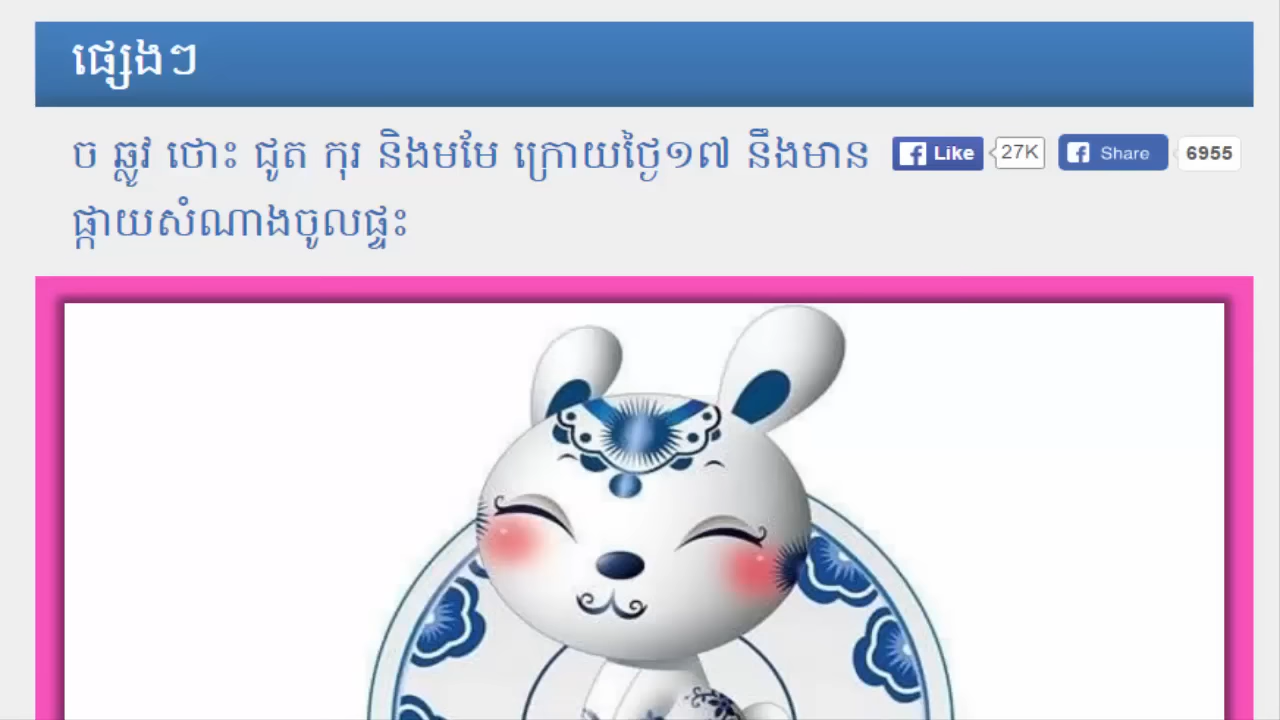 ផ្សេងៗ
ច ឆ្លូវ ថោះ ជូត កុរ និងមមែ ក្រោយថ្ងៃ១៧ នឹងមាន Like 27K Share 6955
ផ្កាយសំណាងចូលផ្ទះ